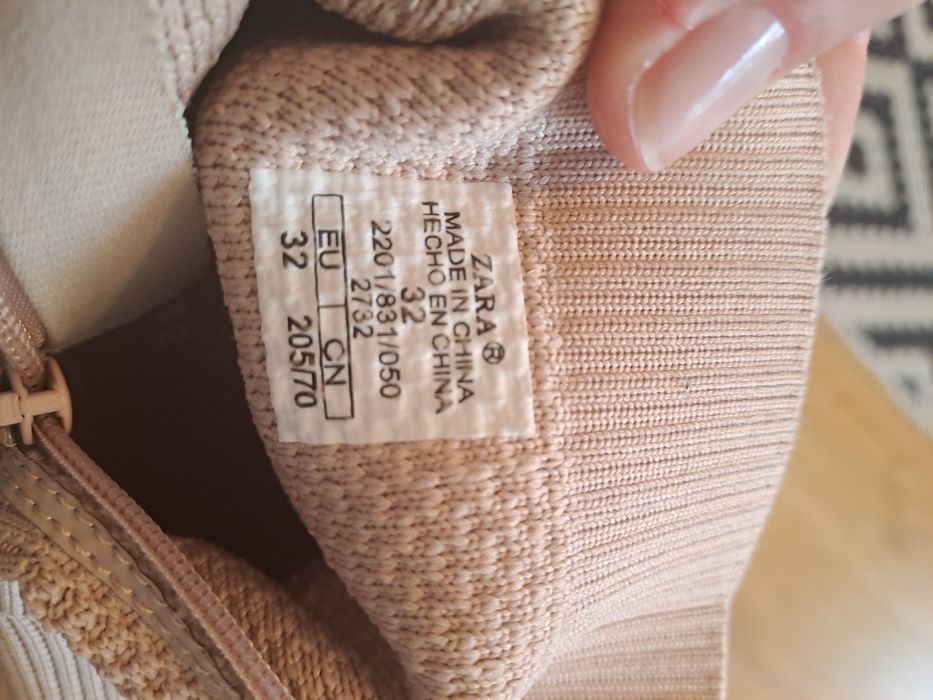 ZARA®
MADE IN CHINA
HECHO EN CHINA
32
2201/831/050
2732
EU CN
32 205/70